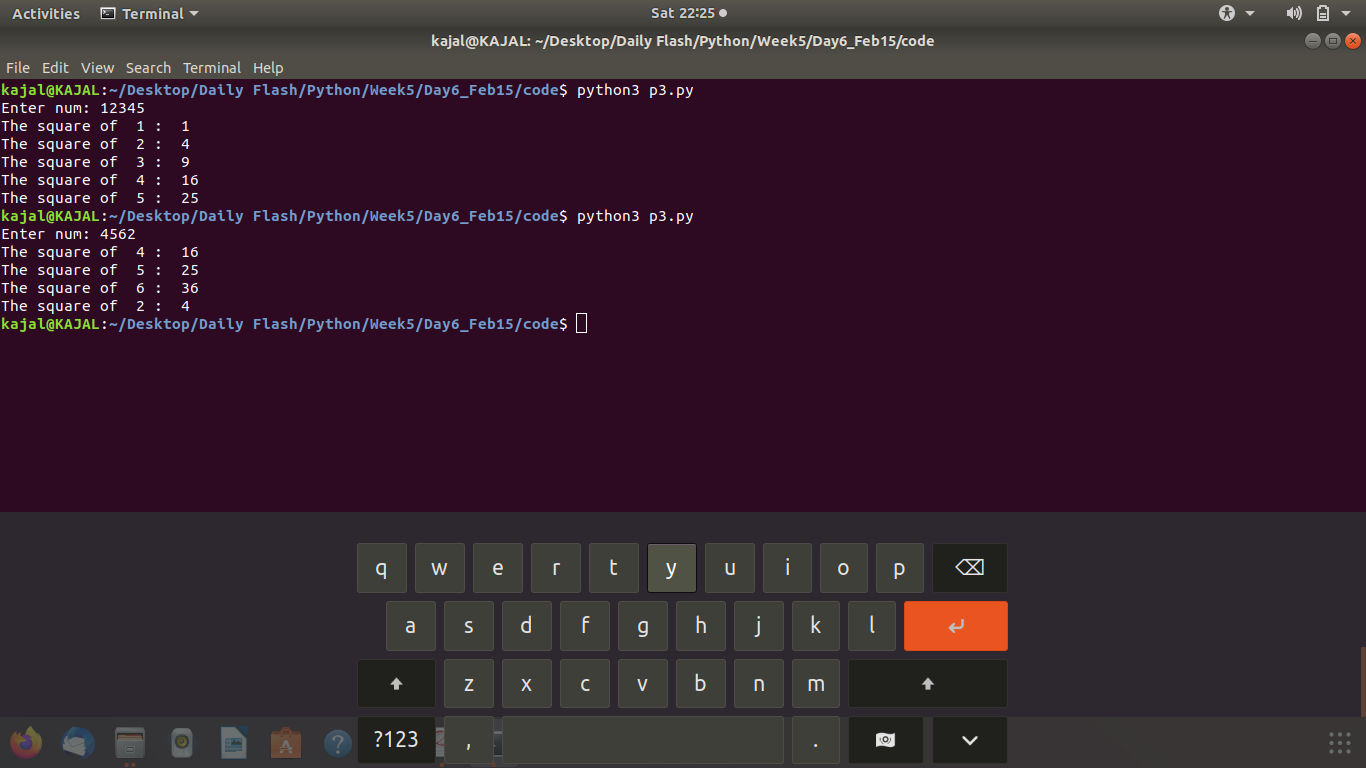 Activities Terminal Sat 22:25
kajal@KAJAL: ~/Desktop/Daily Flash/Python/Week5/Day6_Feb15/code
File Edit View Search Terminal Help
kajal@KAJAL:~/Desktop/Daily Flash/Python/Week5/Day6_Feb15/code$ python3 p3.py
Enter num: 12345
The square of  1 :  1
The square of  2 :  4
The square of  3 :  9
The square of  4 :  16
The square of  5 :  25
kajal@KAJAL:~/Desktop/Daily Flash/Python/Week5/Day6_Feb15/code$ python3 p3.py
Enter num: 4562
The square of  4 :  16
The square of  5 :  25
The square of  6 :  36
The square of  2 :  4
kajal@KAJAL:~/Desktop/Daily Flash/Python/Week5/Day6_Feb15/code$
q w e r t y u i o p
a s d f g h j k l
z x c v b n m
?123 , .